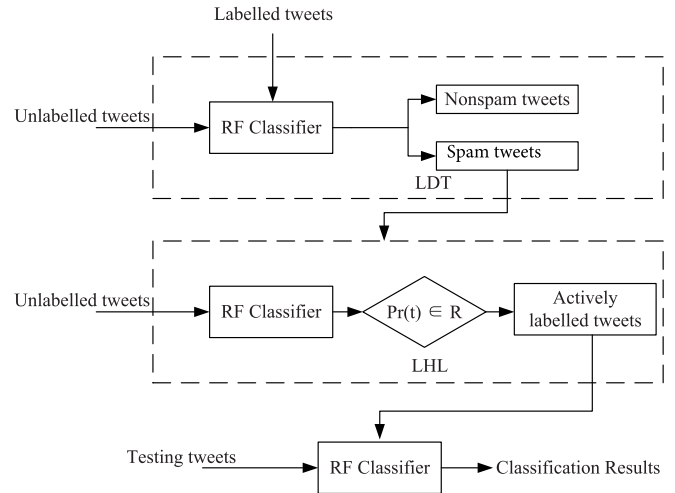 Labelled tweets
Unlabelled tweets
RF Classifier
Nonspam tweets
Spam tweets
LDT
Unlabelled tweets
RF Classifier
Pr(t) ∈ R
Actively
labelled tweets
LHL
Testing tweets
RF Classifier
Classification Results